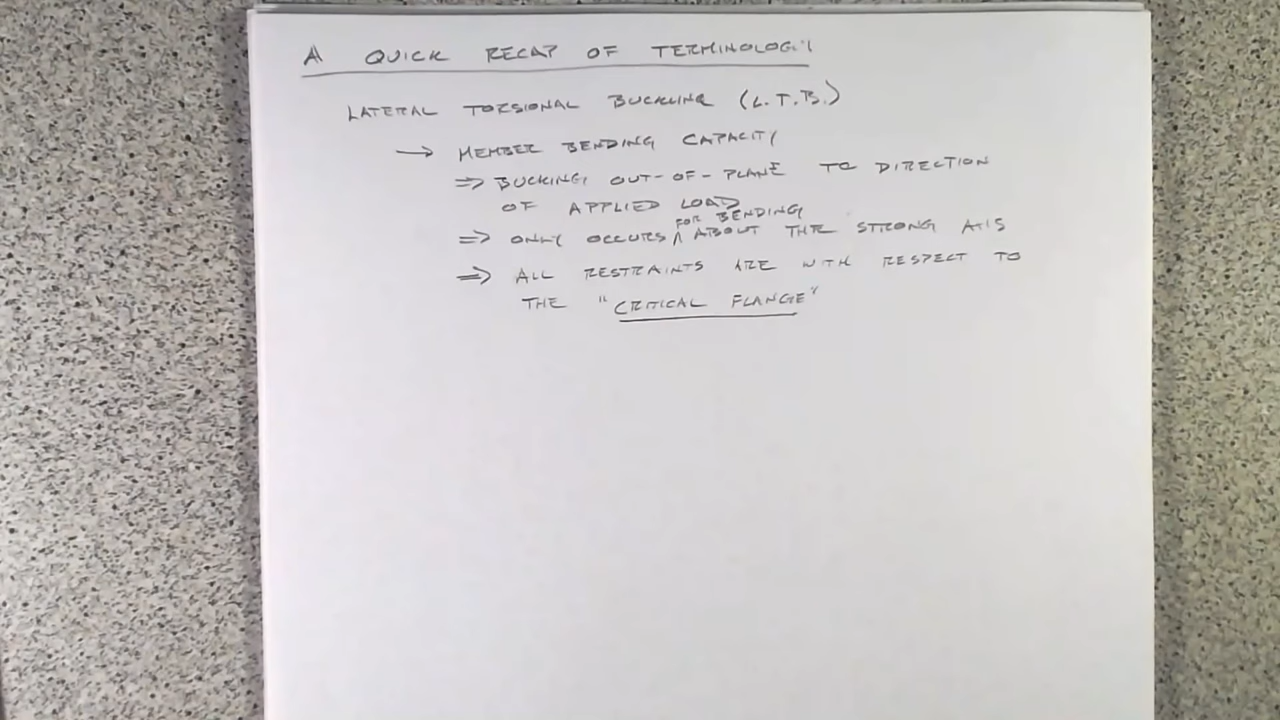 A QUICK RECAP OF TERMINOLOGY
LATERAL TORSIONAL BUCKLING (L.T.B.)
→ MEMBER BENDING CAPACITY
⇒ BUCKING OUT-OF-PLANE TO DIRECTION
OF APPLIED LOAD
FOR BENDING
⇒ ONLY OCCURS ^ ABOUT THE STRONG AXIS
⇒ ALL RESTRAINTS ARE WITH RESPECT TO
THE "CRITICAL FLANGE"